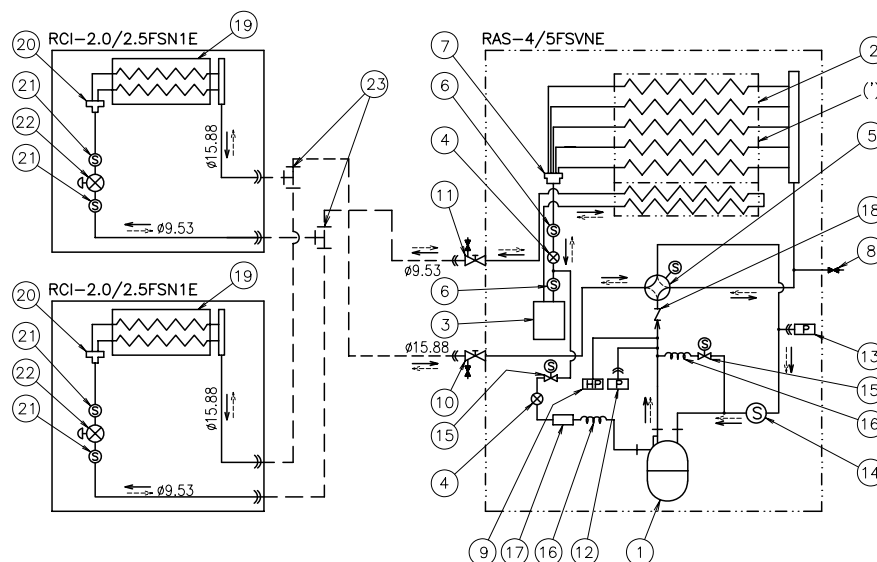 RCI-2.0/2.5FSN1E
19
20
21
22
21
ø15.88
ø9.53
23
RCI-2.0/2.5FSN1E
19
20
21
22
21
ø15.88
ø9.53
RAS-4/5FSVNE
7
6
4
11
ø9.53
6
3
ø15.88
10
15
4
9
17
16
12
1
2
(')
5
18
8
13
15
16
14
S
S
S
S
S
S
S
S
S
S
HP
P
P
S